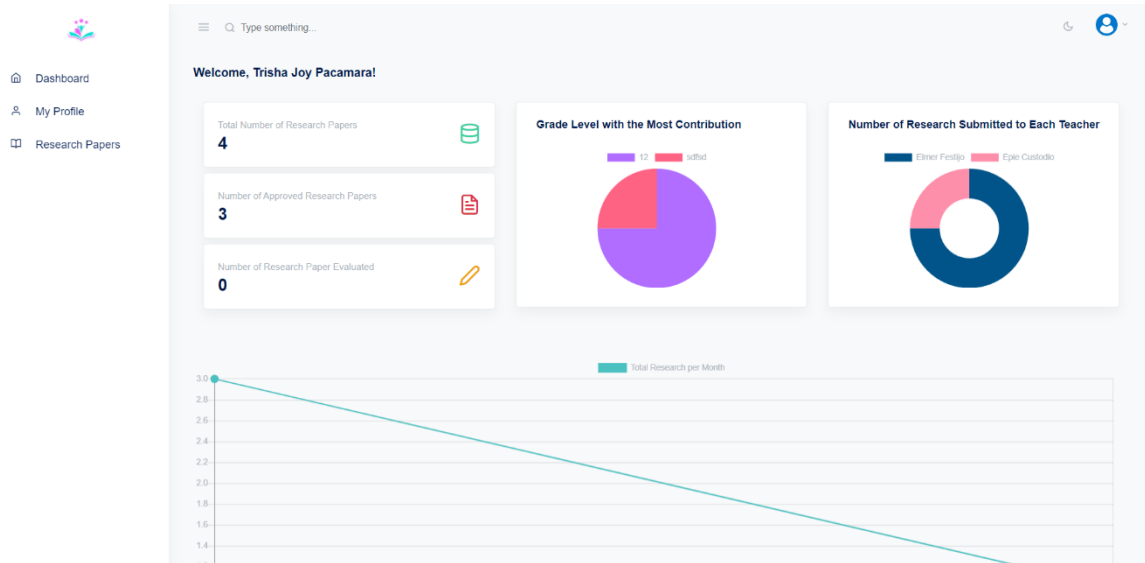 Type something...
Dashboard
My Profile
Research Papers
Welcome, Trisha Joy Pacamara!
Total Number of Research Papers
4
Number of Approved Research Papers
3
Number of Research Paper Evaluated
0
Grade Level with the Most Contribution
12 sdfsd
Number of Research Submitted to Each Teacher
Elmer Festijo Eple Custodio
Total Research per Month
3.0
2.8
2.6
2.4
2.2
2.0
1.8
1.6
1.4